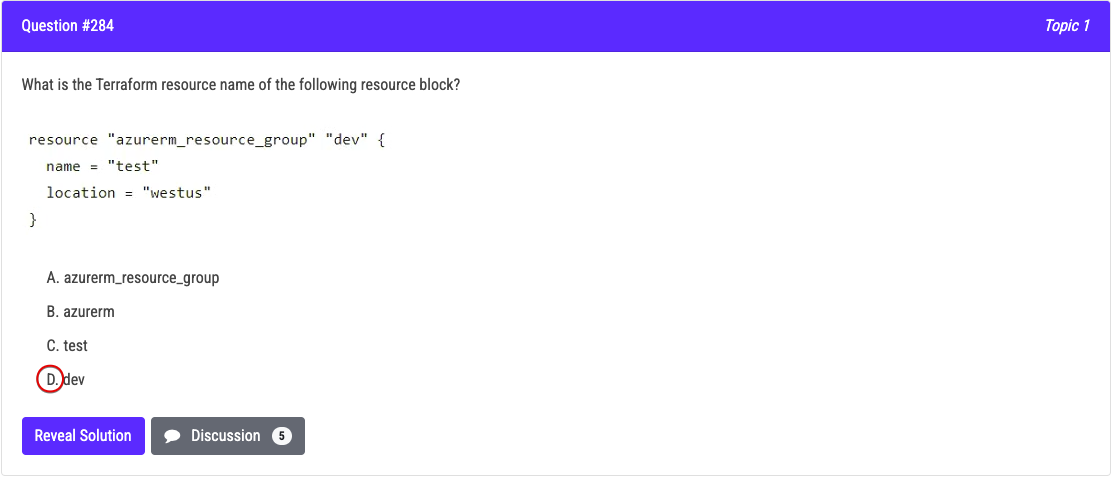 Question #284
Topic 1
What is the Terraform resource name of the following resource block?
resource "azurerm_resource_group" "dev" {
name = "test"
location = "westus"
}
A. azurerm_resource_group
B. azurerm
C. test
D. dev
Reveal Solution
Discussion 5